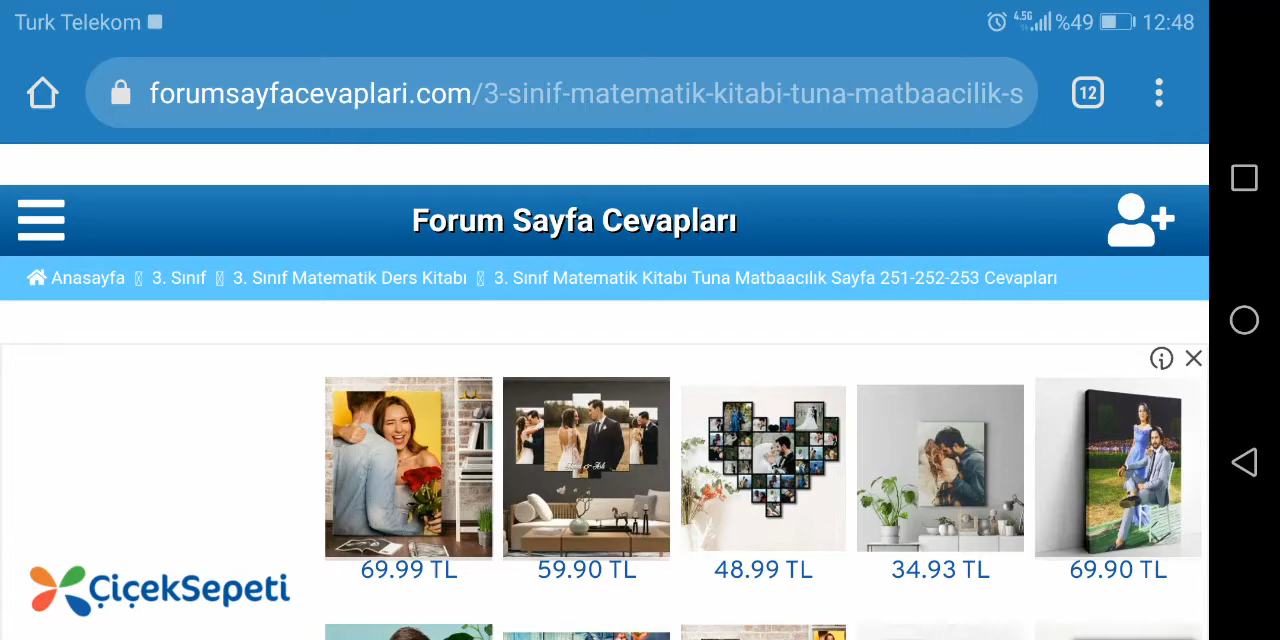 Turk Telekom
4.5G %49 12:48
forumsayfacevaplari.com/3-sinif-matematik-kitabi-tuna-matbaacilik-s
12
Forum Sayfa Cevapları
Anasayfa 3. Sınıf 3. Sınıf Matematik Ders Kitabı 3. Sınıf Matematik Kitabı Tuna Matbaacılık Sayfa 251-252-253 Cevapları
69.99 TL 59.90 TL 48.99 TL 34.93 TL 69.90 TL
ÇiçekSepeti